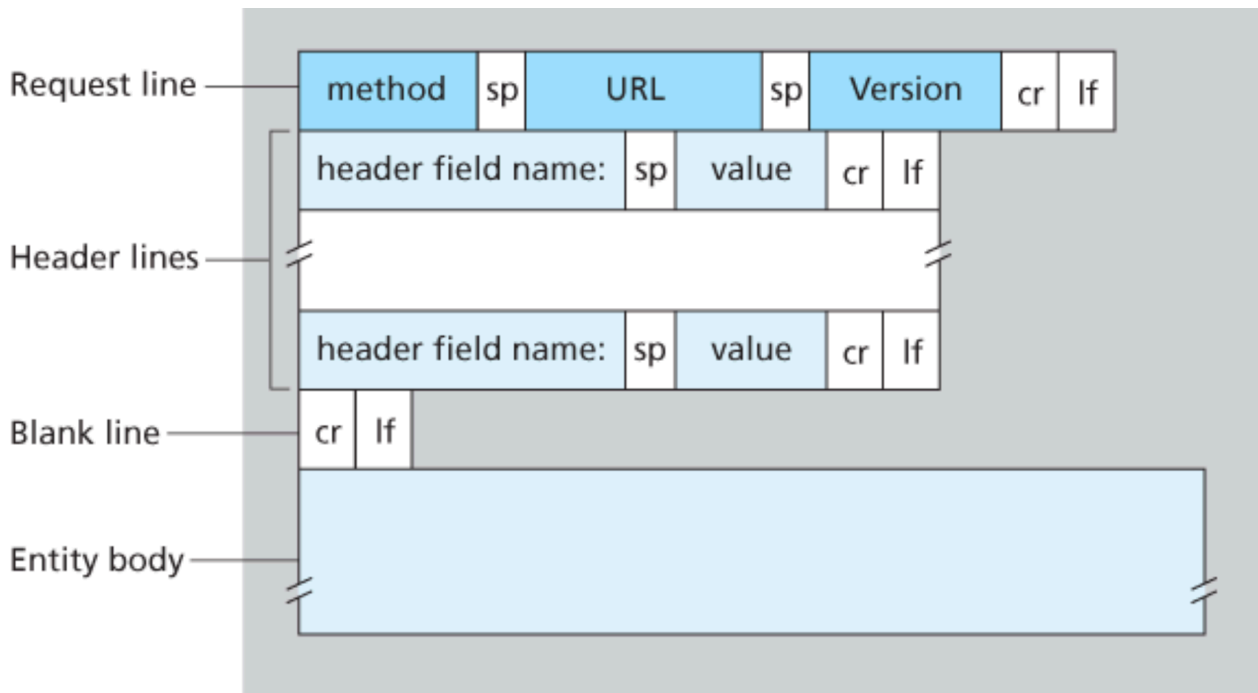 Request line method sp URL sp Version cr lf
header field name: sp value cr lf
Header lines
header field name: sp value cr lf
Blank line cr lf
Entity body